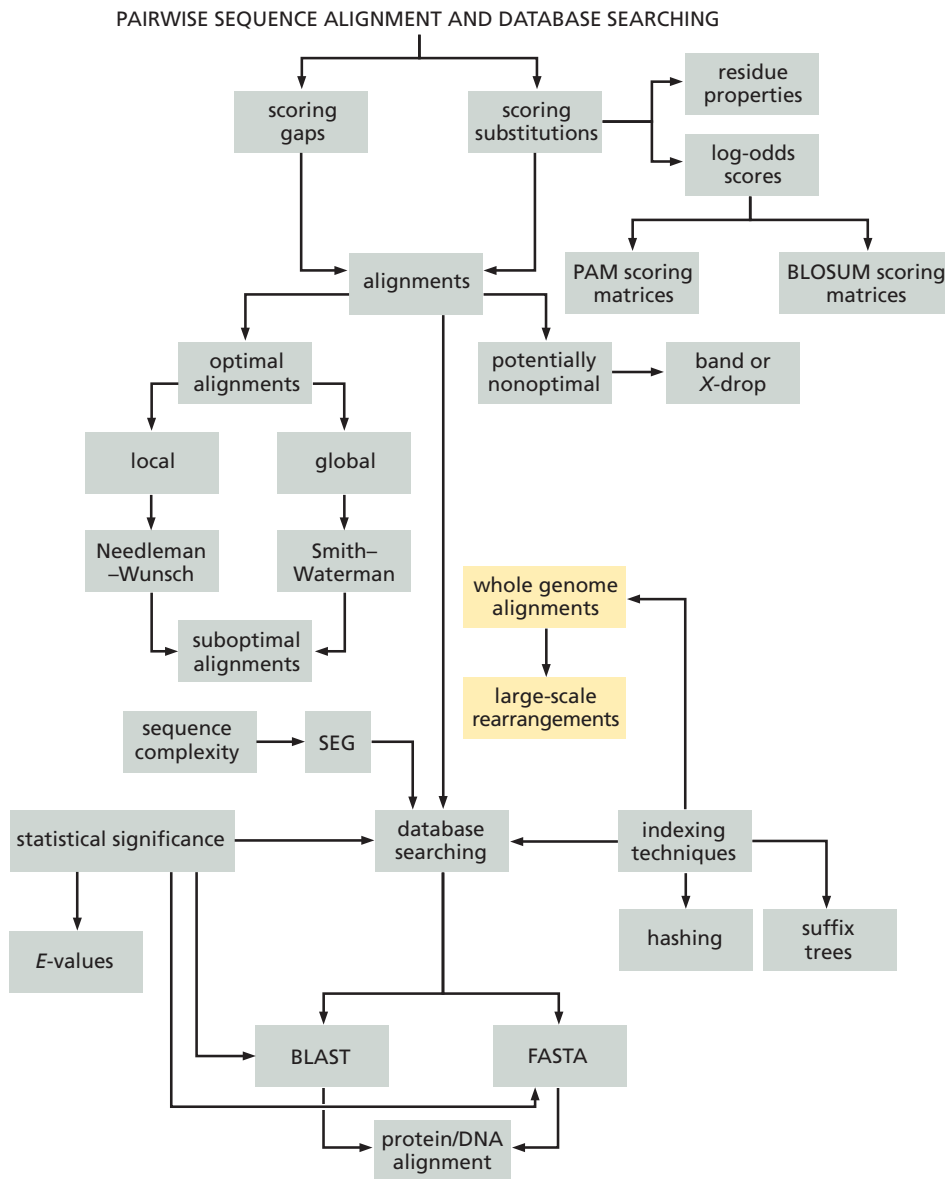 PAIRWISE SEQUENCE ALIGNMENT AND DATABASE SEARCHING
scoring
gaps
scoring
substitutions
residue
properties
log-odds
scores
PAM scoring
matrices
BLOSUM scoring
matrices
alignments
optimal
alignments
potentially
nonoptimal
band or
X-drop
local
global
Needleman
–Wunsch
Smith–
Waterman
suboptimal
alignments
whole genome
alignments
large-scale
rearrangements
sequence
complexity
SEG
statistical significance
database
searching
indexing
techniques
E-values
hashing
suffix
trees
BLAST
FASTA
protein/DNA
alignment